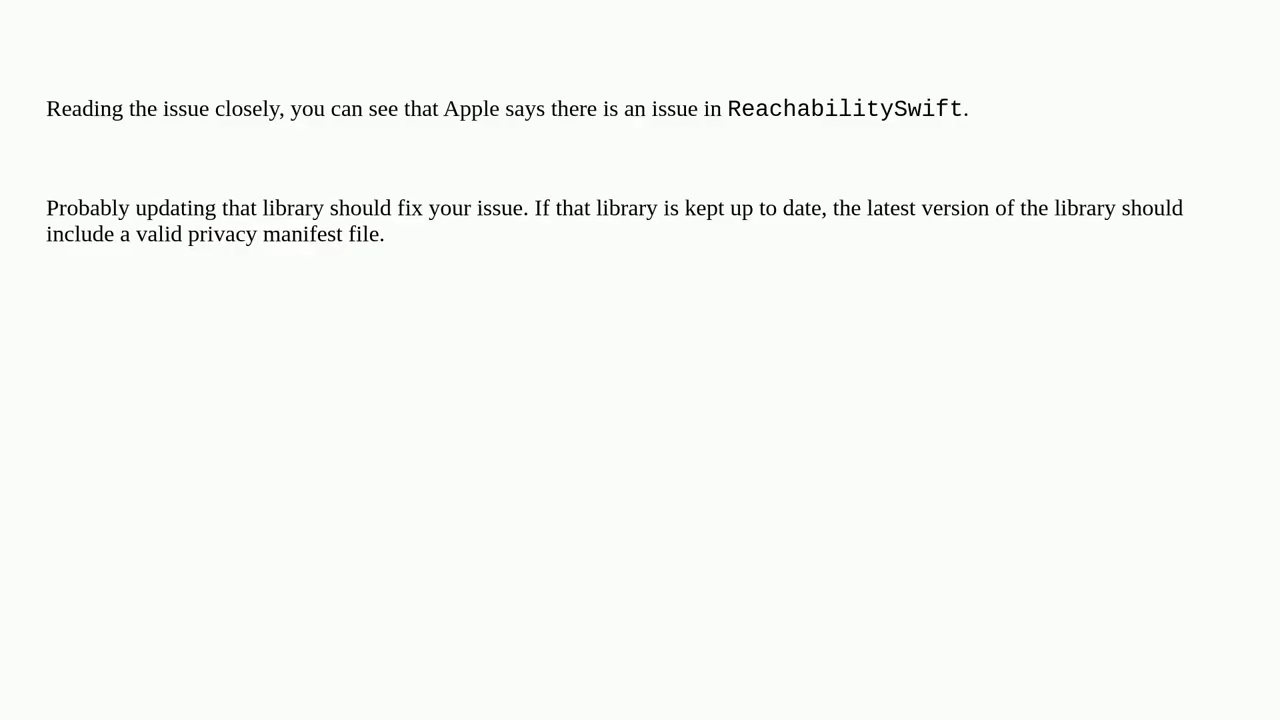 Reading the issue closely, you can see that Apple says there is an issue in ReachabilitySwift.
Probably updating that library should fix your issue. If that library is kept up to date, the latest version of the library should
include a valid privacy manifest file.